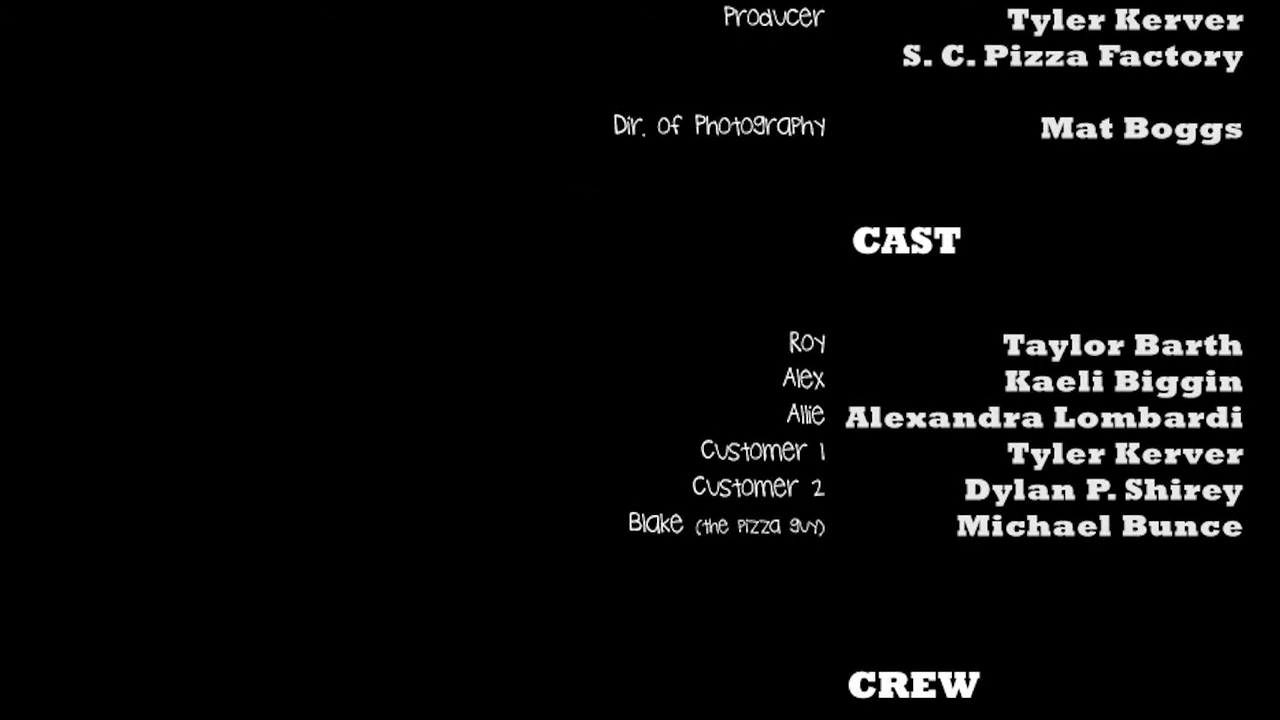 Producer Tyler Kerver
S. C. Pizza Factory
Dir. of Photography Mat Boggs
CAST
Roy Taylor Barth
Alex Kaeli Biggin
Allie Alexandra Lombardi
Customer 1 Tyler Kerver
Customer 2 Dylan P. Shirey
Blake (the pizza guy) Michael Bunce
CREW